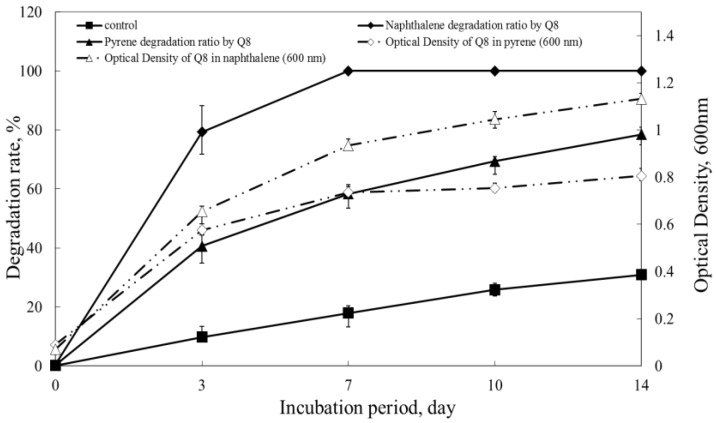 120
100
80
60
40
20
0
Degradation rate, %
control
Naphthalene degradation ratio by Q8
Pyrene degradation ratio by Q8
Optical Density of Q8 in pyrene (600 nm)
Optical Density of Q8 in naphthalene (600 nm)
1.4
1.2
1
0.8
0.6
0.4
0.2
0
Optical Density, 600nm
0 3 7 10 14
Incubation period, day